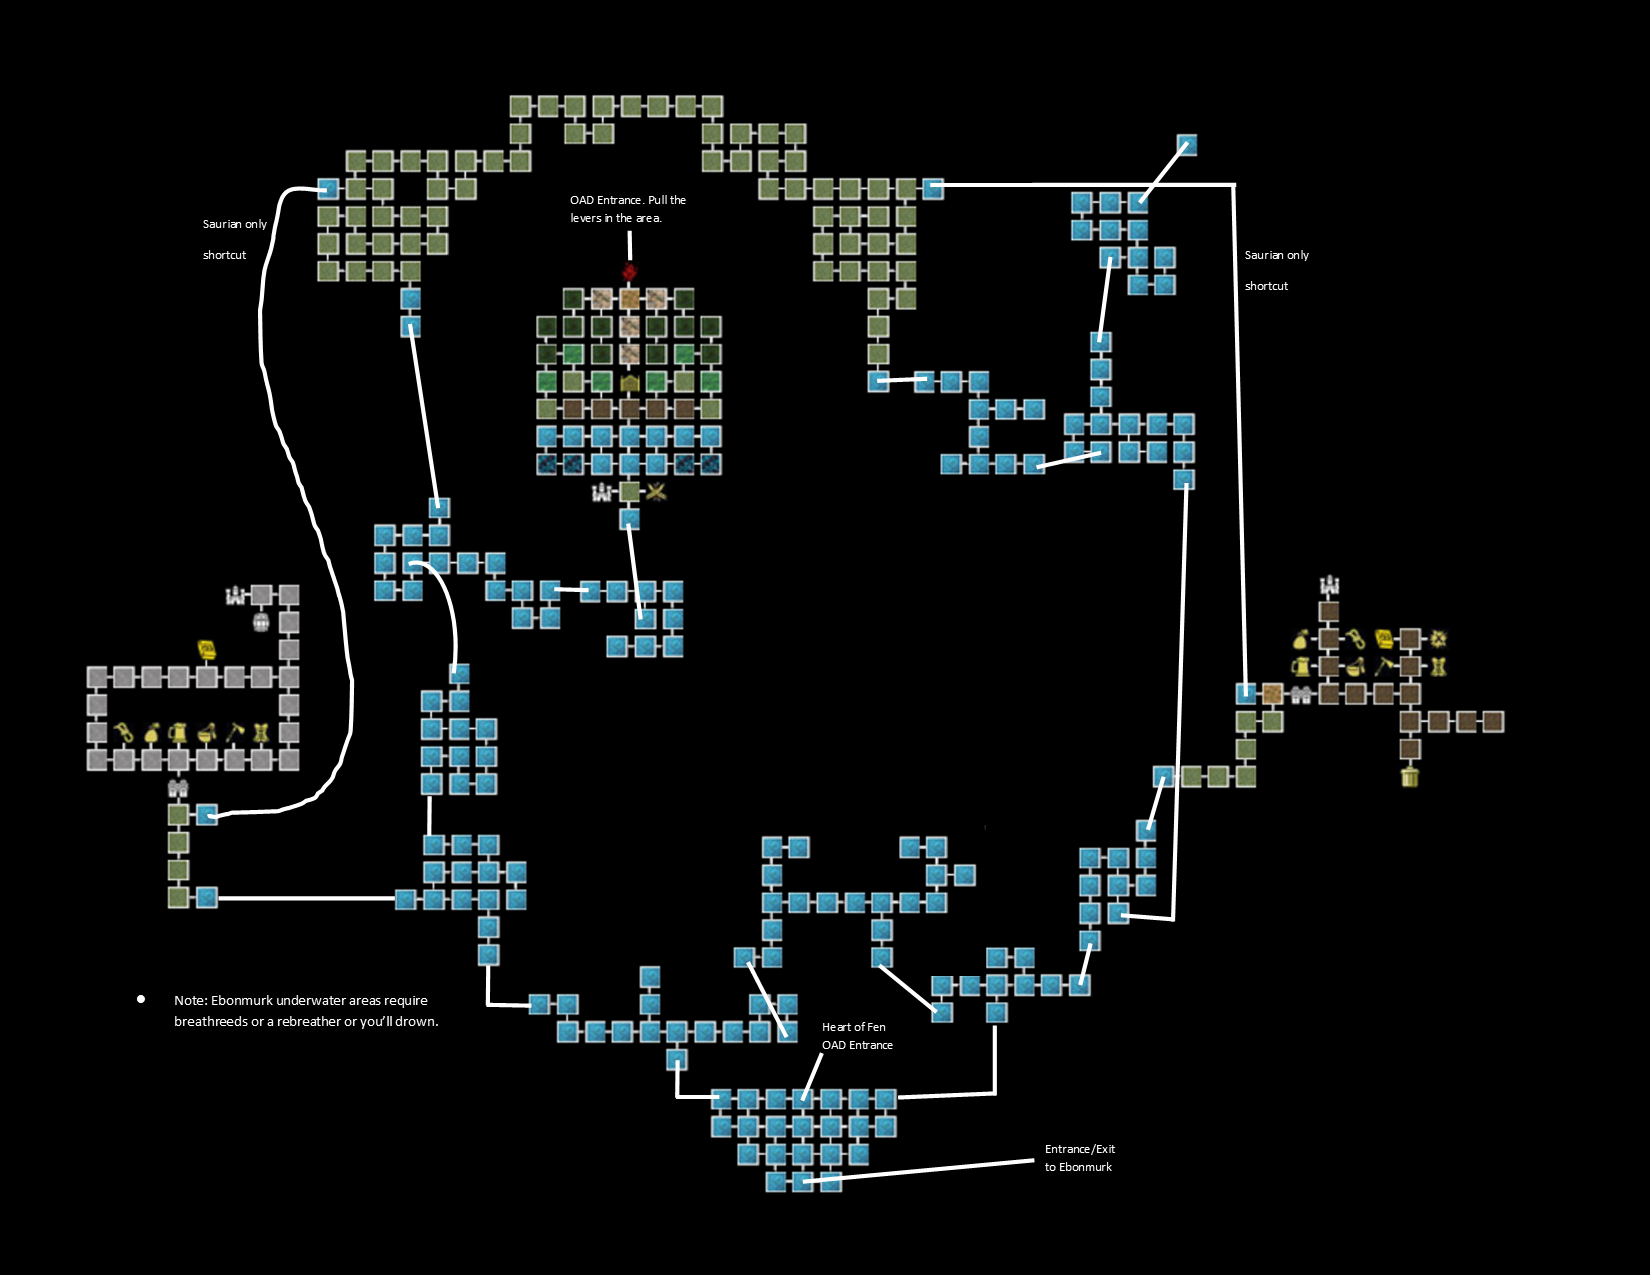 OAD Entrance. Pull the
levers in the area.
Saurian only
shortcut
Saurian only
shortcut
• Note: Ebonmurk underwater areas require
breathreeds or a rebreather or you'll drown.
Heart of Fen
OAD Entrance
Entrance/Exit
to Ebonmurk